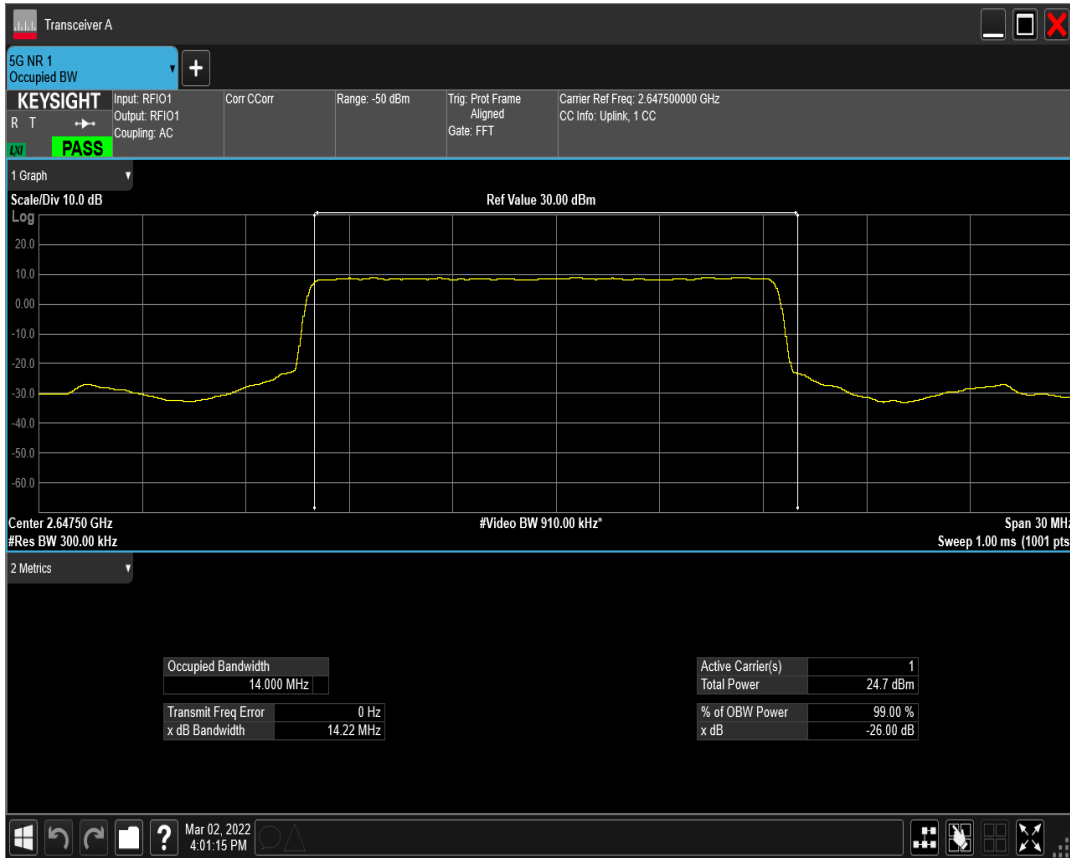 Transceiver A
5G NR 1
Occupied BW
+
KEYSIGHT
R T
LXI
PASS
Input: RFIO1
Output: RFIO1
Coupling: AC
Corr CCorr
Range: -50 dBm
Trig: Prot Frame
Aligned
Gate: FFT
Carrier Ref Freq: 2.647500000 GHz
CC Info: Uplink, 1 CC
1 Graph
Scale/Div 10.0 dB
Ref Value 30.00 dBm
Log
20.0
10.0
0.00
-10.0
-20.0
-30.0
-40.0
-50.0
-60.0
Center 2.64750 GHz
#Video BW 910.00 kHz*
Span 30 MHz
#Res BW 300.00 kHz
Sweep 1.00 ms (1001 pts
2 Metrics
Occupied Bandwidth
14.000 MHz
Transmit Freq Error 0 Hz
x dB Bandwidth 14.22 MHz
Active Carrier(s) 1
Total Power 24.7 dBm
% of OBW Power 99.00 %
x dB -26.00 dB
?
Mar 02, 2022
4:01:15 PM